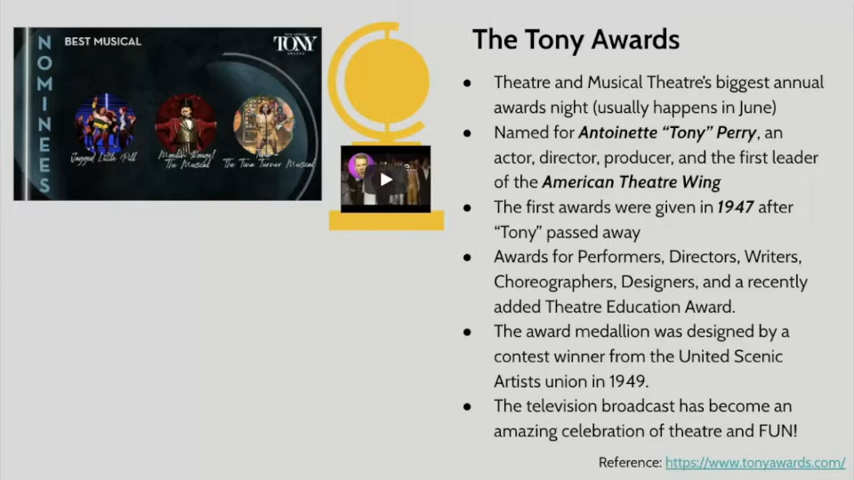 NOMINEES
BEST MUSICAL
TONY
AWARDS
Jagged Little Pill
Moulin Rouge!
The Musical
The Tina Turner Musical
The Tony Awards
● Theatre and Musical Theatre's biggest annual
awards night (usually happens in June)
● Named for Antoinette “Tony” Perry, an
actor, director, producer, and the first leader
of the American Theatre Wing
● The first awards were given in 1947 after
“Tony” passed away
● Awards for Performers, Directors, Writers,
Choreographers, Designers, and a recently
added Theatre Education Award.
● The award medallion was designed by a
contest winner from the United Scenic
Artists union in 1949.
● The television broadcast has become an
amazing celebration of theatre and FUN!
Reference: https://www.tonyawards.com/